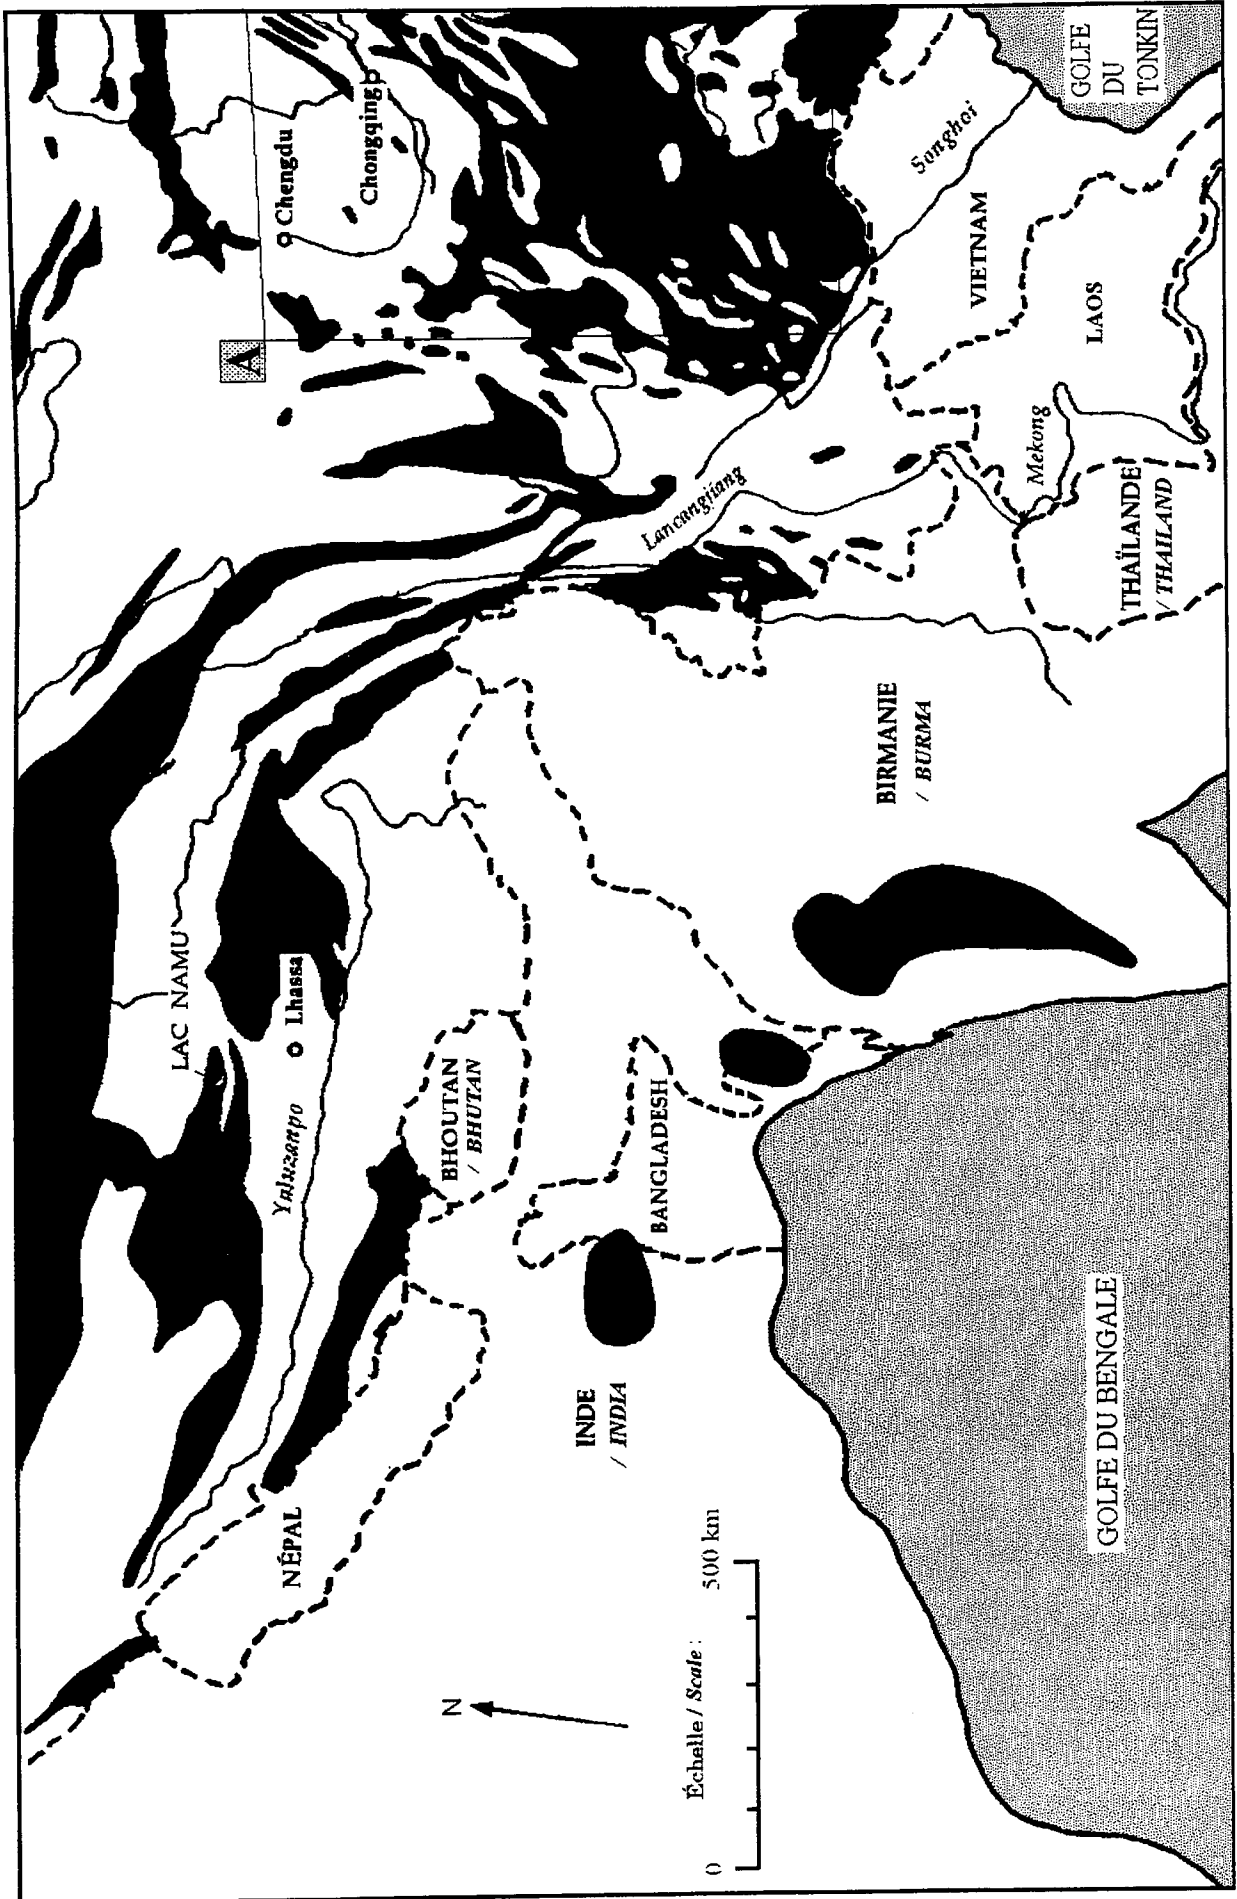 N
Échelle / Scale :
0
500 km
NÉPAL
INDE
/ INDIA
GOLFE DU BENGALE
BHOUTAN
/ BHUTAN
BANGLADESH
Yaluzanpo
LAC NAMU
Lhassa
BIRMANIE
/ BURMA
Lancangjiang
THAÏLANDE
/ THAILAND
Mekong
LAOS
VIETNAM
Songhoi
A
Chengdu
Chongqing
GOLFE
DU
TONKIN